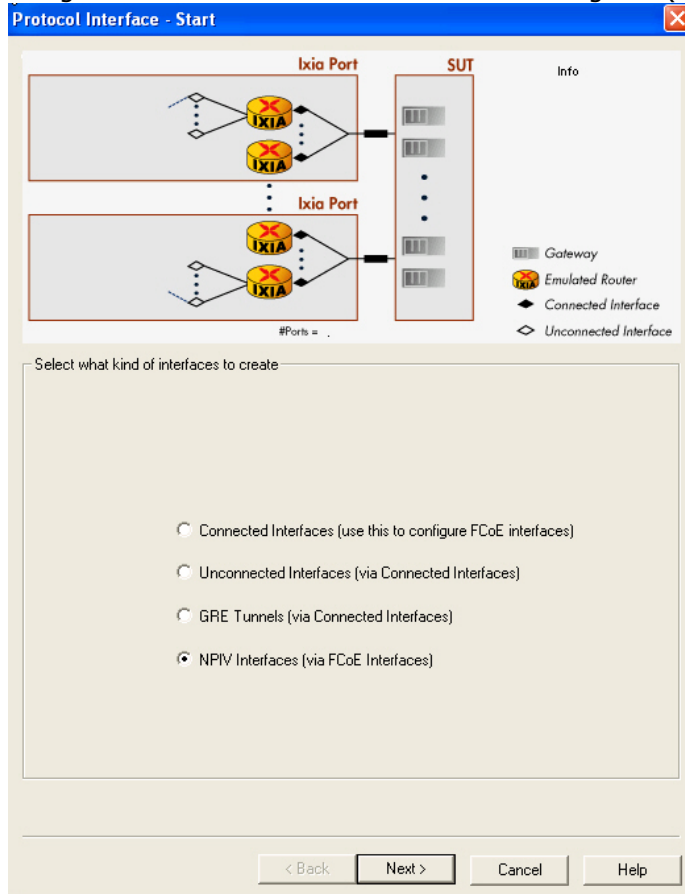 Protocol Interface - Start
Ixia Port
SUT
Info
IXIA
IXIA
Ixia Port
IXIA
IXIA
Gateway
IXIA
Emulated Router
Connected Interface
Unconnected Interface
#Ports = .
Select what kind of interfaces to create
Connected Interfaces (use this to configure FCoE interfaces)
Unconnected Interfaces (via Connected Interfaces)
GRE Tunnels (via Connected Interfaces)
NPIV Interfaces (via FCoE Interfaces)
< Back
Next >
Cancel
Help